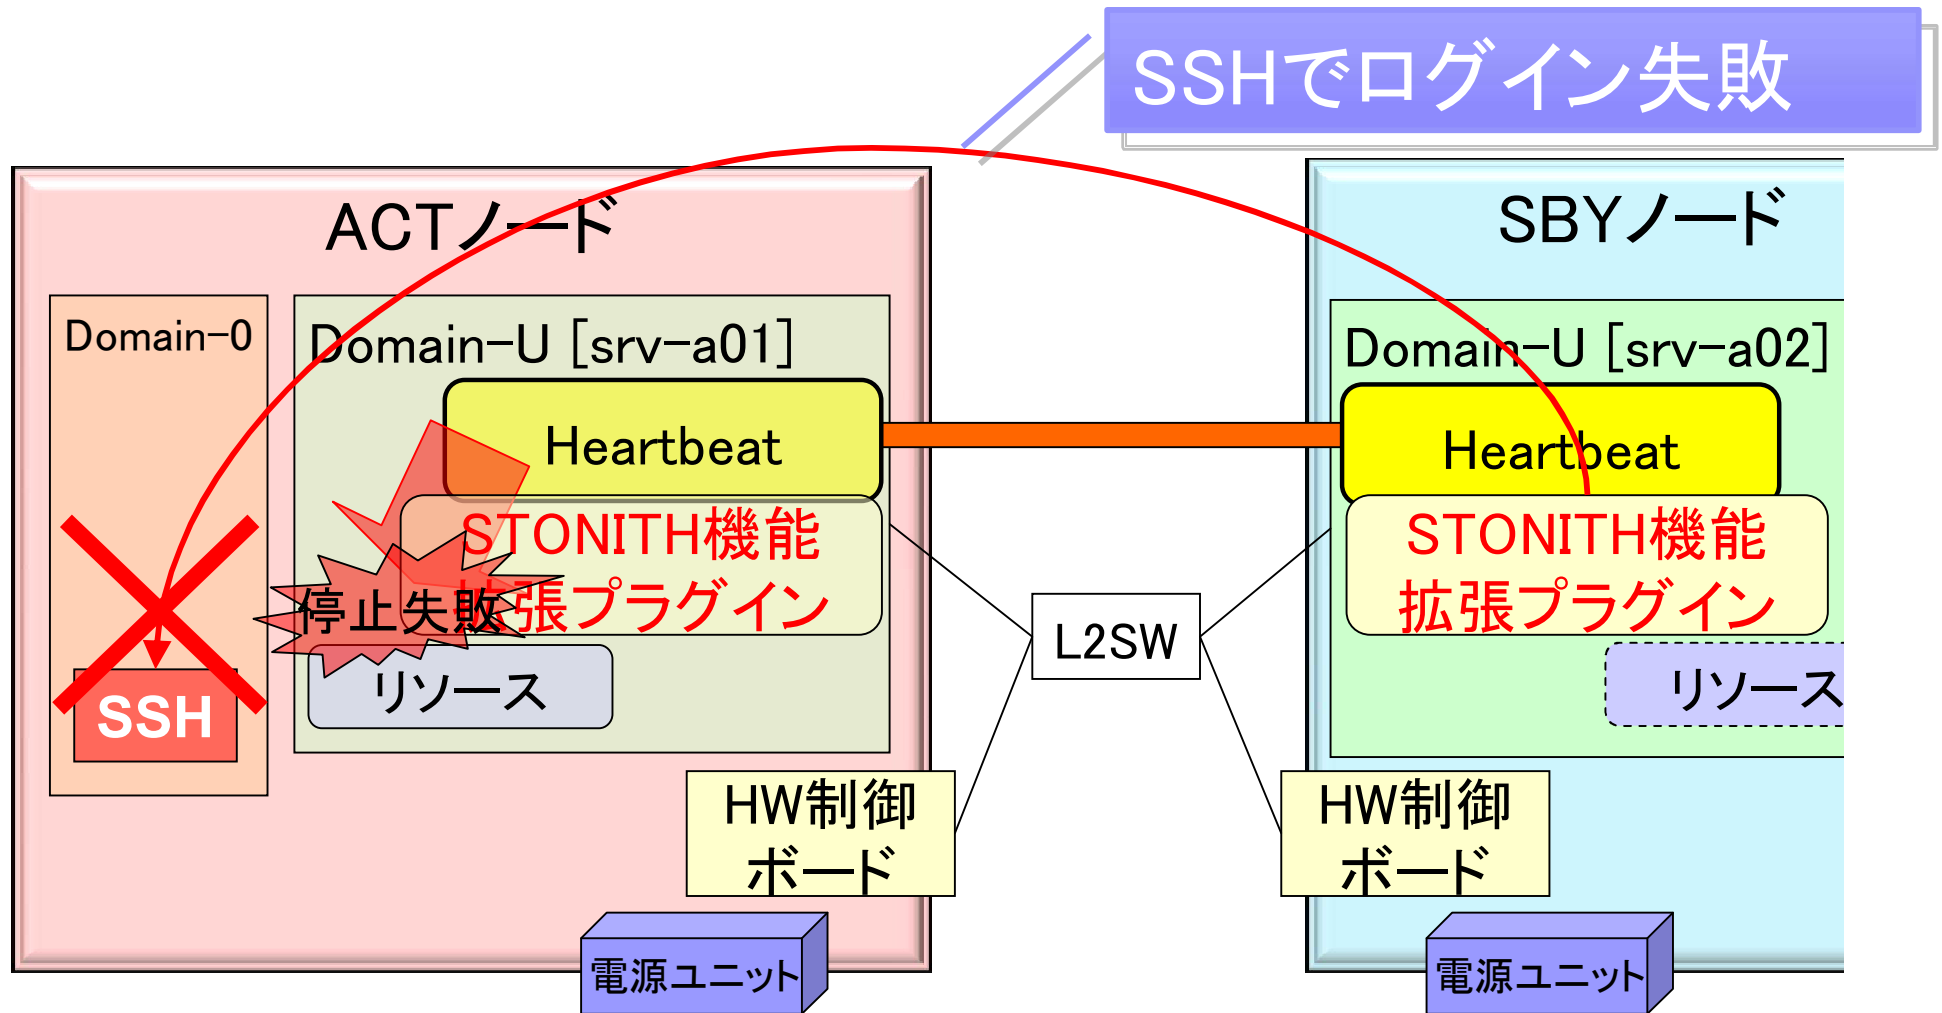 SSHでログイン失敗
ACTノード
SBYノード
Domain-0
Domain-U [srv-a01]
Domain-U [srv-a02]
Heartbeat
Heartbeat
STONITH機能
拡張プラグイン
STONITH機能
拡張プラグイン
停止失敗
L2SW
リソース
リソース
SSH
HW制御
ボード
HW制御
ボード
電源ユニット
電源ユニット